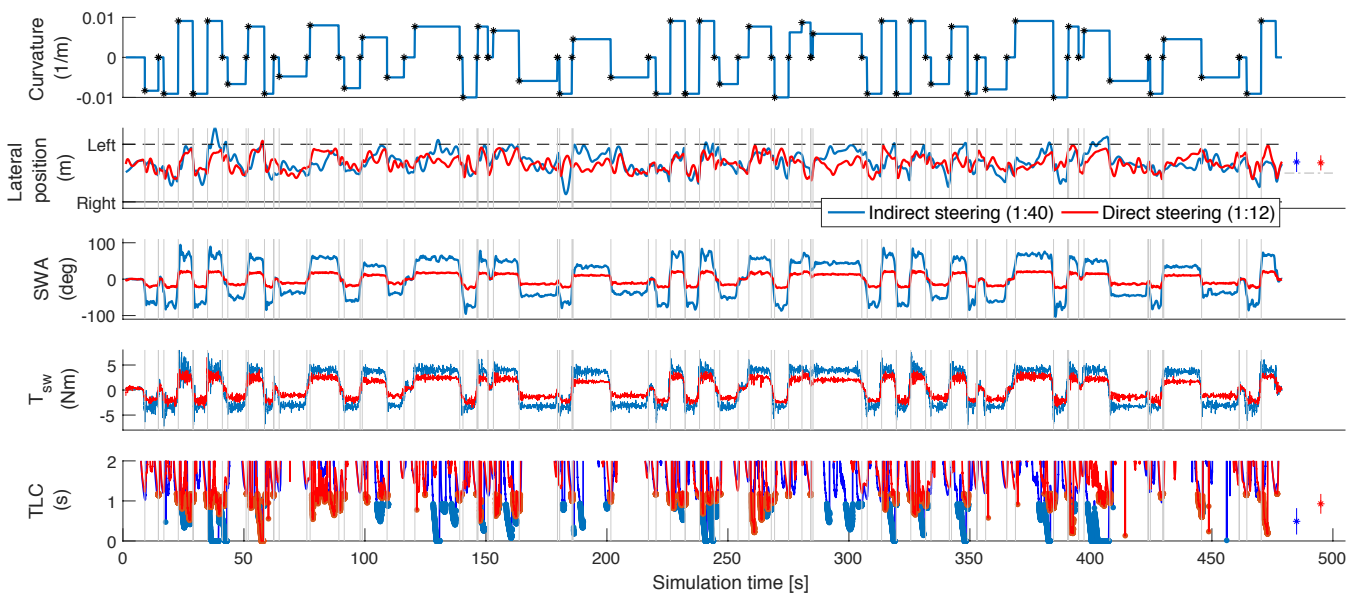 Curvature
(1/m)
0.01
0
-0.01
Lateral
position
(m)
Left
Right
Indirect steering (1:40)
Direct steering (1:12)
SWA
(deg)
100
0
-100
T_sw
(Nm)
5
0
-5
TLC
(s)
2
1
0
0 50 100 150 200 250 300 350 400 450 500
Simulation time [s]